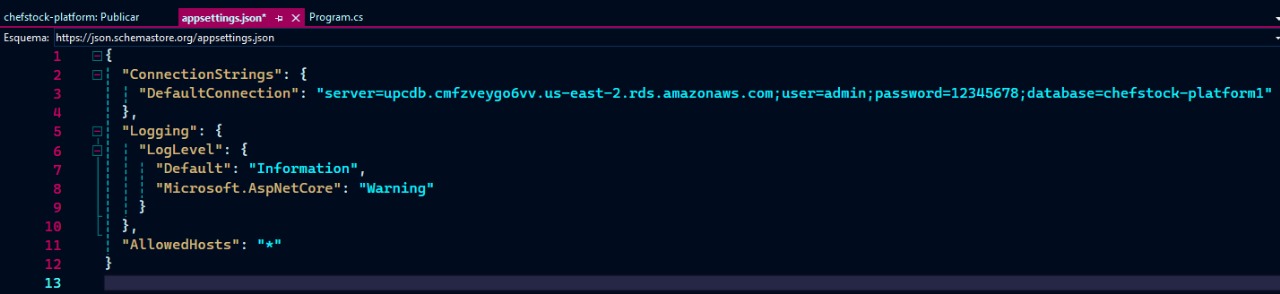 chefstock-platform: Publicar appsettings.json* Program.cs
Esquema: https://json.schemastore.org/appsettings.json
1 {
2 "ConnectionStrings": {
3 "DefaultConnection": "server=upcdb.cmfzveygo6vv.us-east-2.rds.amazonaws.com;user=admin;password=12345678;database=chefstock-platform1"
4 },
5 "Logging": {
6 "LogLevel": {
7 "Default": "Information",
8 "Microsoft.AspNetCore": "Warning"
9 }
10 },
11 "AllowedHosts": "*"
12 }
13